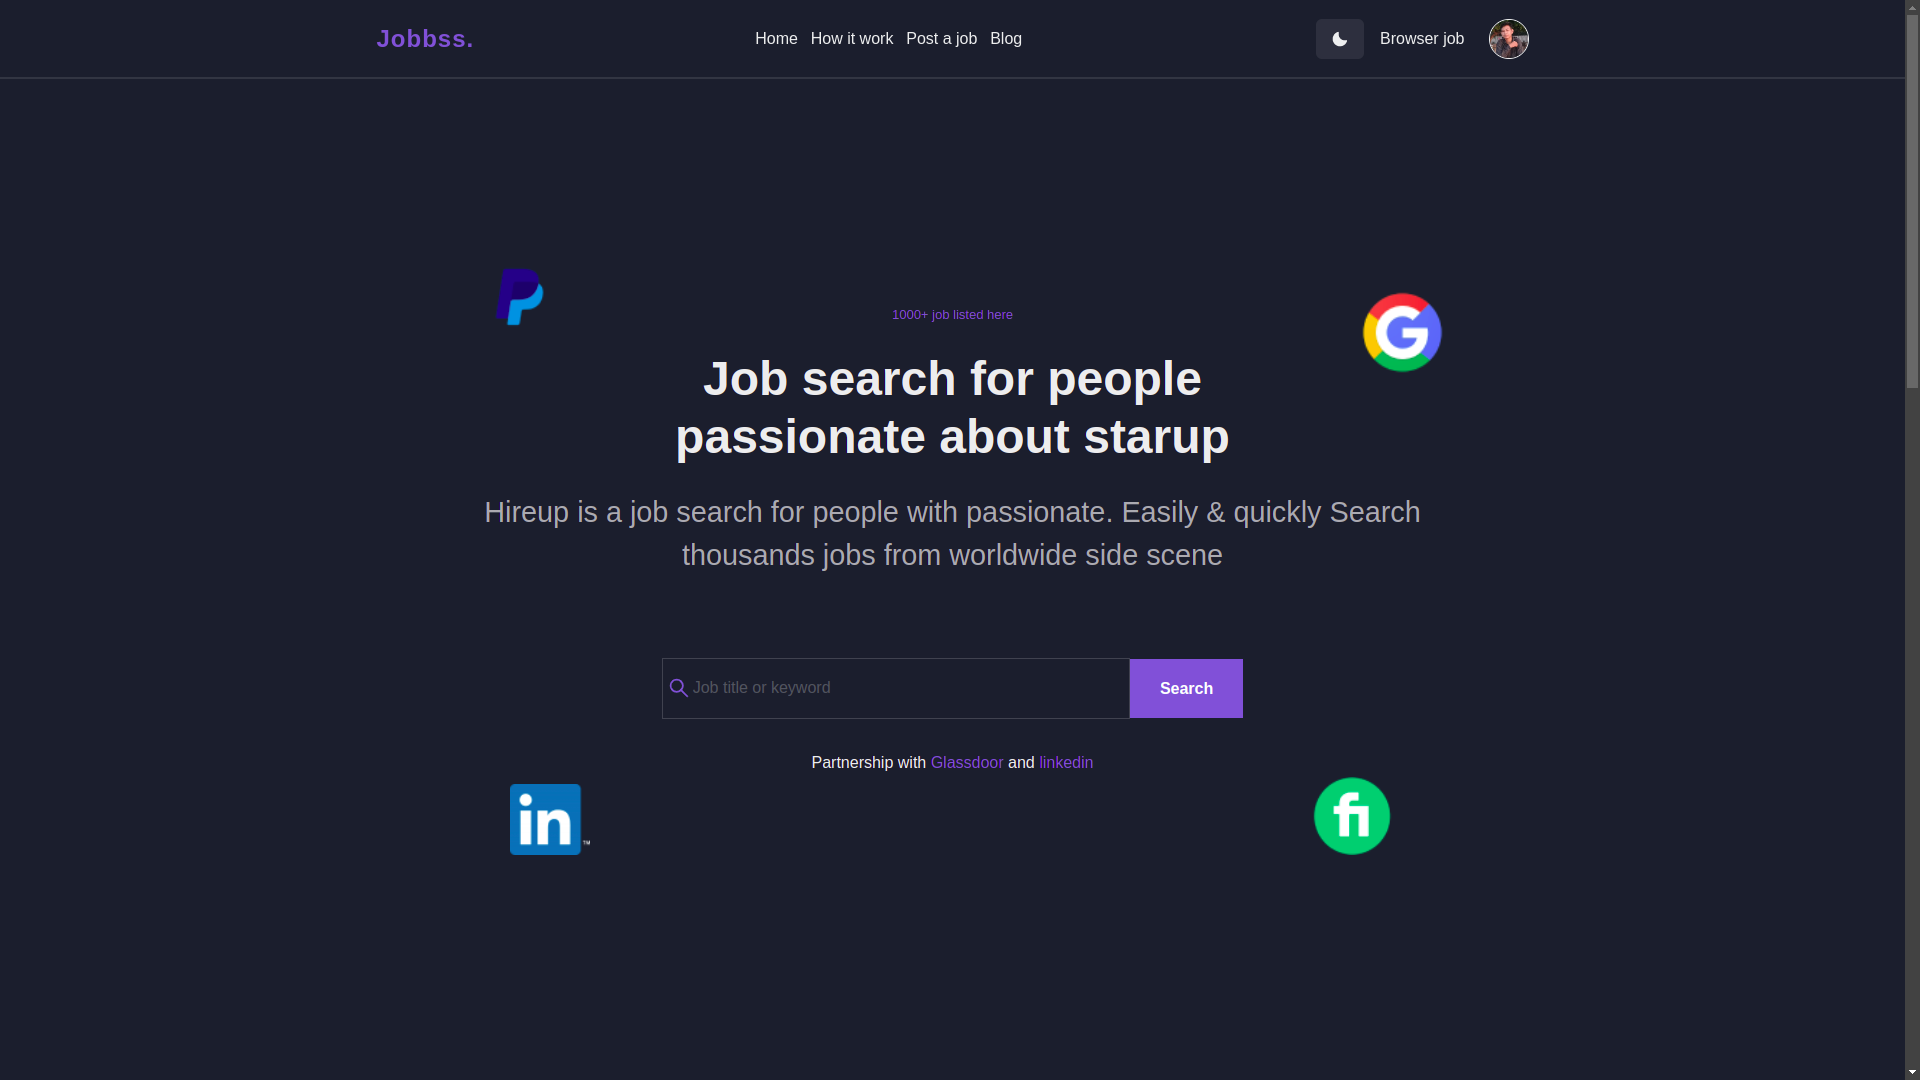 Jobbss.
Home How it work Post a job Blog
Browser job
1000+ job listed here
Job search for people
passionate about starup
Hireup is a job search for people with passionate. Easily & quickly Search
thousands jobs from worldwide side scene
Job title or keyword
Search
Partnership with Glassdoor and linkedin
in TM
fi